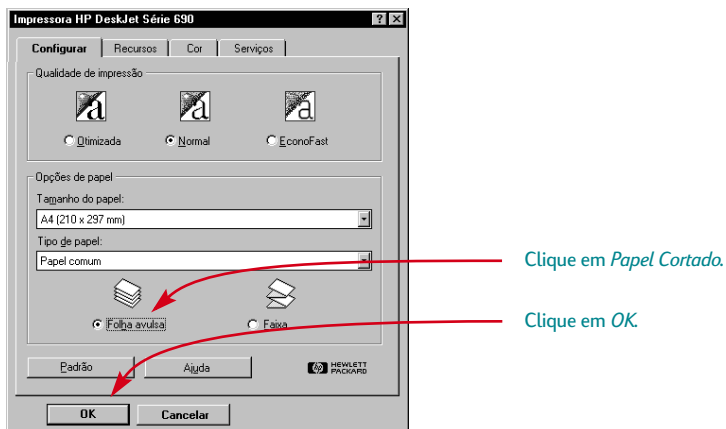 Impressora HP DeskJet Série 690
Configurar Recursos Cor Serviços
Qualidade de impressão
Otimizada Normal EconoFast
Opções de papel
Tamanho do papel:
A4 (210 x 297 mm)
Tipo de papel:
Papel comum
Folha avulsa Faixa
Padrão Ajuda hp HEWLETT
PACKARD
OK Cancelar
Clique em Papel Cortado.
Clique em OK.